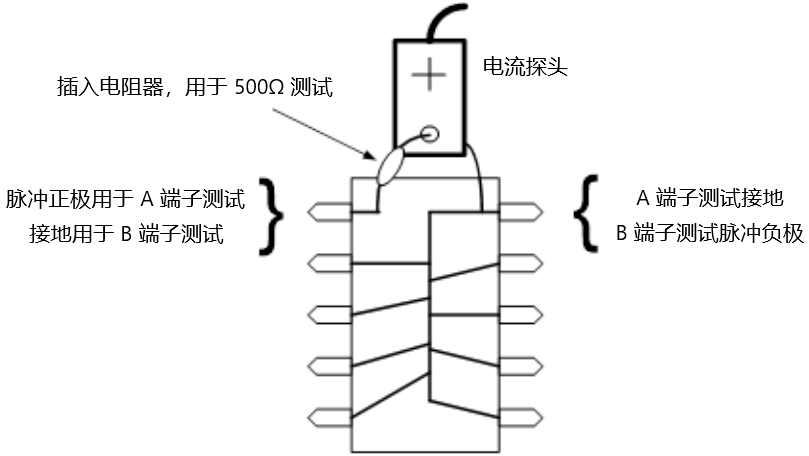 电流探头
插入电阻器，用于 500Ω 测试
脉冲正极用于 A 端子测试
接地用于 B 端子测试
A 端子测试接地
B 端子测试脉冲负极